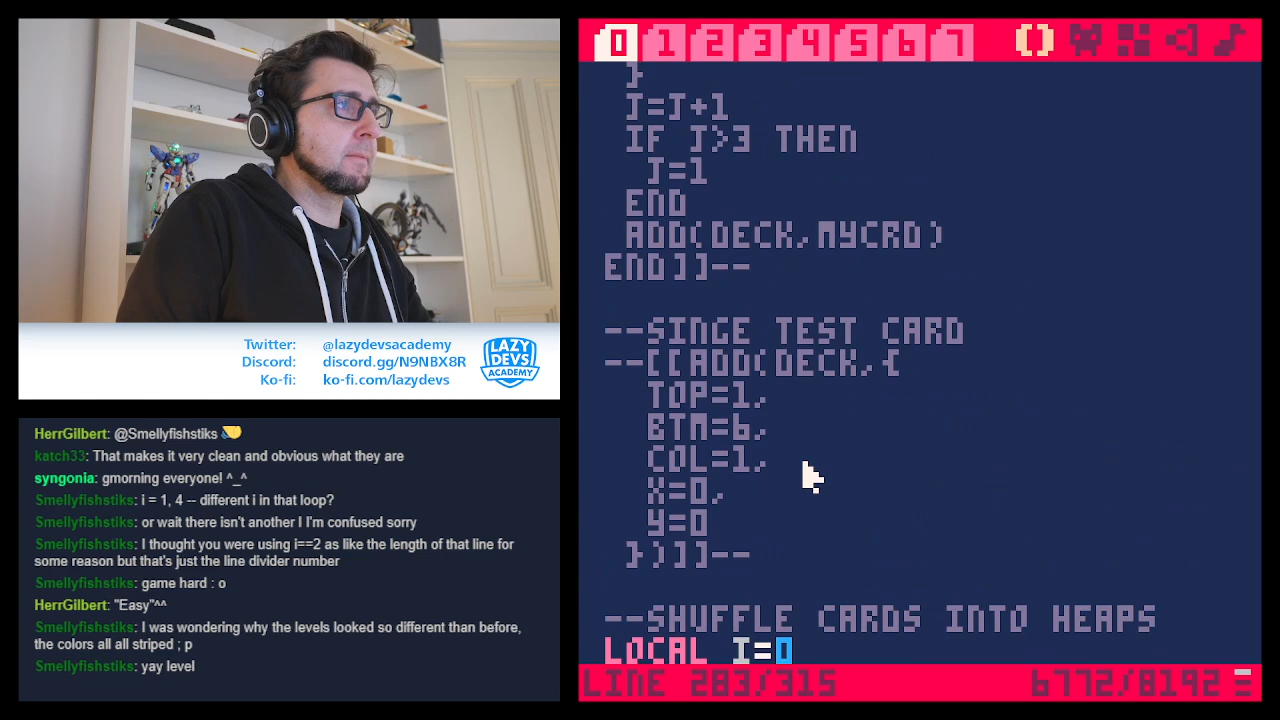 Twitter: @lazydevsacademy
Discord: discord.gg/N9NBX8R
Ko-fi: ko-fi.com/lazydevs
LAZY
DEVS
ACADEMY
HerrGilbert: @Smellyfishstiks
katch33: That makes it very clean and obvious what they are
syngonia: gmorning everyone! ^_^
Smellyfishstiks: i = 1, 4 -- different i in that loop?
Smellyfishstiks: or wait there isn't another I I'm confused sorry
Smellyfishstiks: I thought you were using i==2 as like the length of that line for
some reason but that's just the line divider number
Smellyfishstiks: game hard : o
HerrGilbert: "Easy"^^
Smellyfishstiks: I was wondering why the levels looked so different than before,
the colors all all striped ; p
Smellyfishstiks: yay level
0 1 2 3 4 5 6 7
}
J=J+1
IF J>3 THEN
J=1
END
ADD(DECK,MYCRD)
END]]--
--SINGE TEST CARD
--[[ADD(DECK,{
TOP=1,
BTM=6,
COL=1,
X=0,
Y=0
})]]--
--SHUFFLE CARDS INTO HEAPS
LOCAL I=0
LINE 283/315 6772/8192